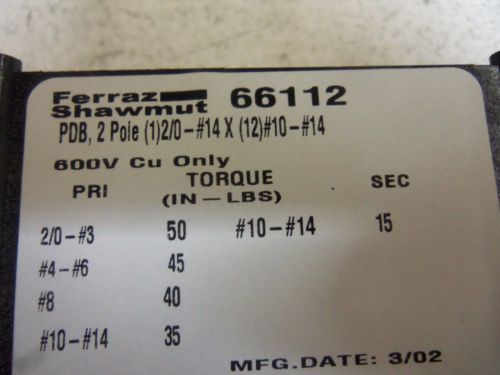 Ferraz Shawmut 66112
PDB, 2 Pole (1)2/0-#14 X (12)#10-#14
600V Cu Only
PRI TORQUE SEC
(IN-LBS)
2/0-#3 50 #10-#14 15
#4-#6 45
#8 40
#10-#14 35
MFG.DATE: 3/02